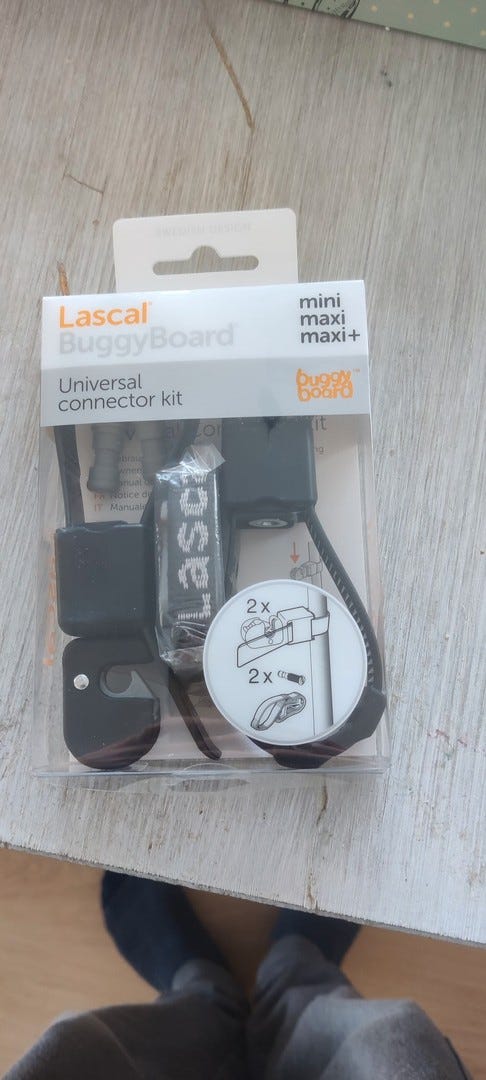 SWEDISH DESIGN
Lascal
BuggyBoard
mini
maxi
maxi+
Universal
connector kit
buggy
board
Lascal
2 x
2 x